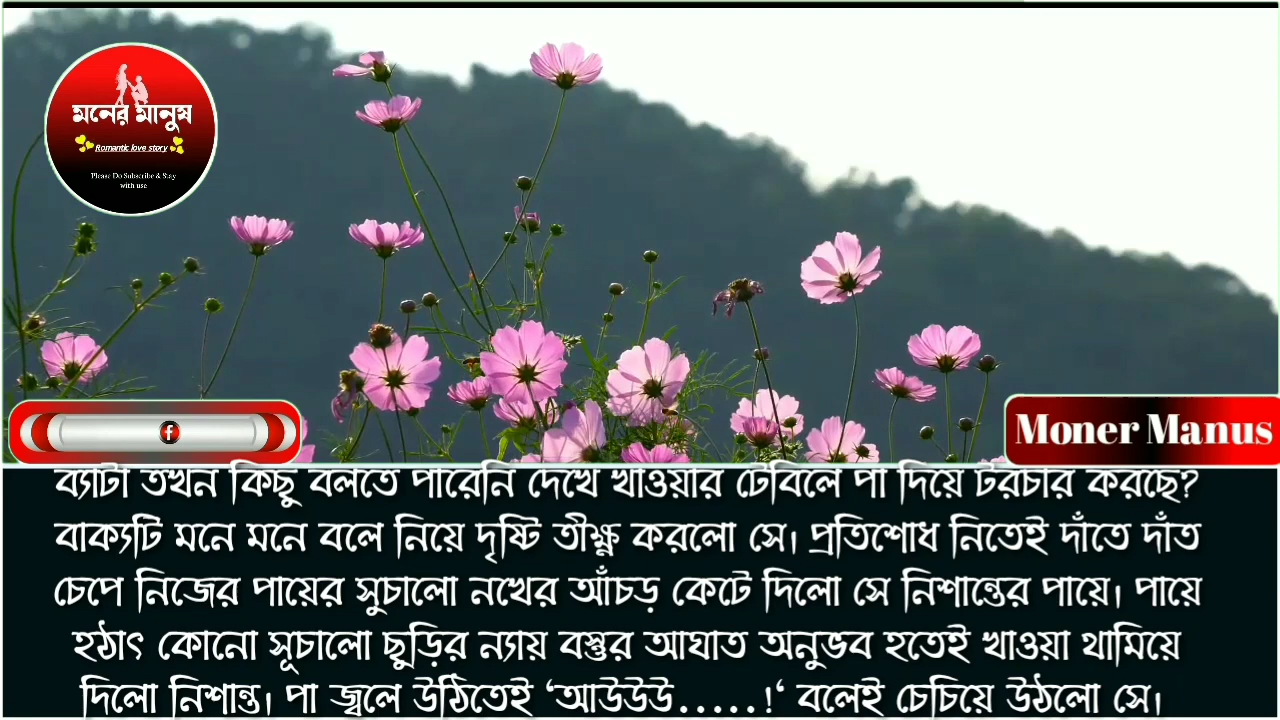 মনের মানুষ
Romantic love story
Please Do Subscribe & Stay
with use
f
Moner Manus
ব্যাটা তখন কিছু বলতে পারেনি দেখে খাওয়ার টেবিলে পা দিয়ে টরচার করছে?
বাক্যটি মনে মনে বলে নিয়ে দৃষ্টি তীক্ষ্ণ করলো সে। প্রতিশোধ নিতেই দাঁতে দাঁত
চেপে নিজের পায়ের সুচালো নখের আঁচড় কেটে দিলো সে নিশান্তের পায়ে। পায়ে
হঠাৎ কোনো সূচালো ছুড়ির ন্যায় বস্তুর আঘাত অনুভব হতেই খাওয়া থামিয়ে
দিলো নিশান্ত। পা জ্বলে উঠিতেই ‘আউউউ.....!‘ বলেই চেচিয়ে উঠলো সে।